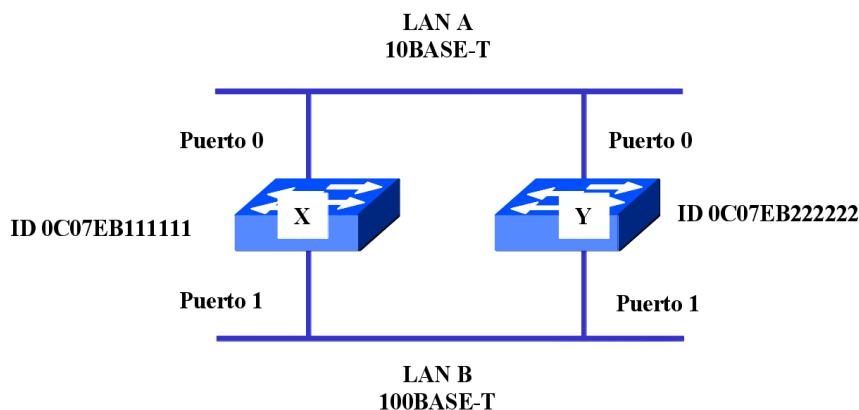 LAN A
10BASE-T
Puerto 0
Puerto 0
X
Y
ID 0C07EB111111
ID 0C07EB222222
Puerto 1
Puerto 1
LAN B
100BASE-T